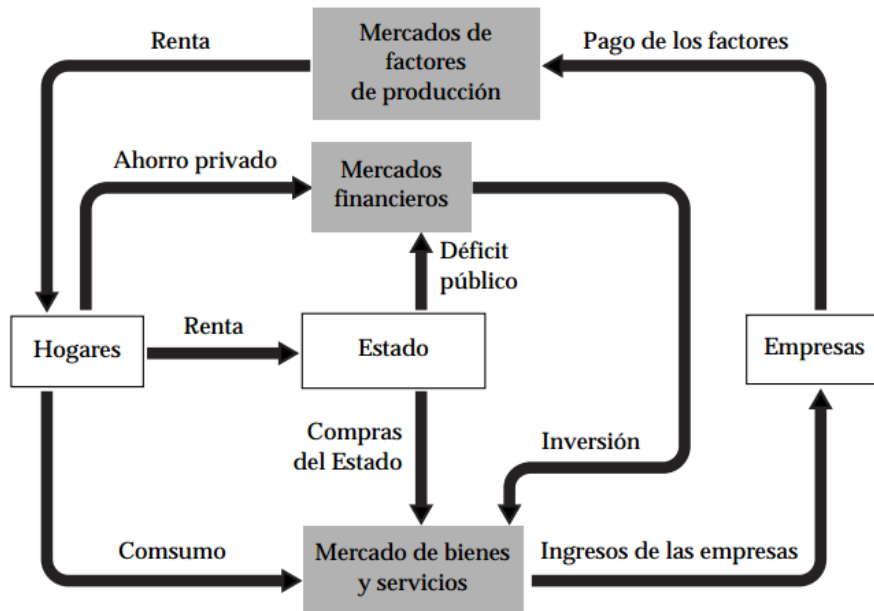 Renta
Mercados de
factores
de producción
Pago de los factores
Ahorro privado
Mercados
financieros
Déficit
público
Hogares
Renta
Estado
Empresas
Compras
del Estado
Inversión
Comsumo
Mercado de bienes
y servicios
Ingresos de las empresas